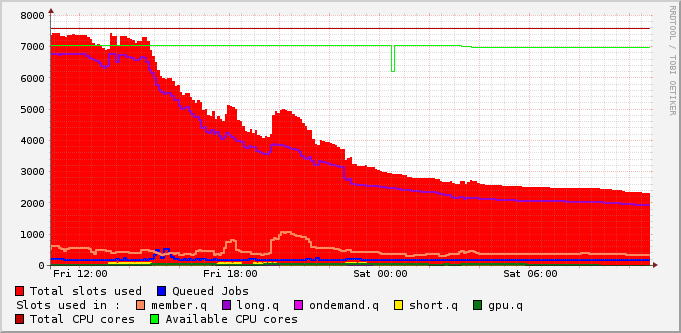 8000
7000
6000
5000
4000
3000
2000
1000
0
Fri 12:00 Fri 18:00 Sat 00:00 Sat 06:00
RRDTOOL / TOBI OETIKER
Total slots used Queued Jobs
Slots used in : member.q long.q ondemand.q short.q gpu.q
Total CPU cores Available CPU cores